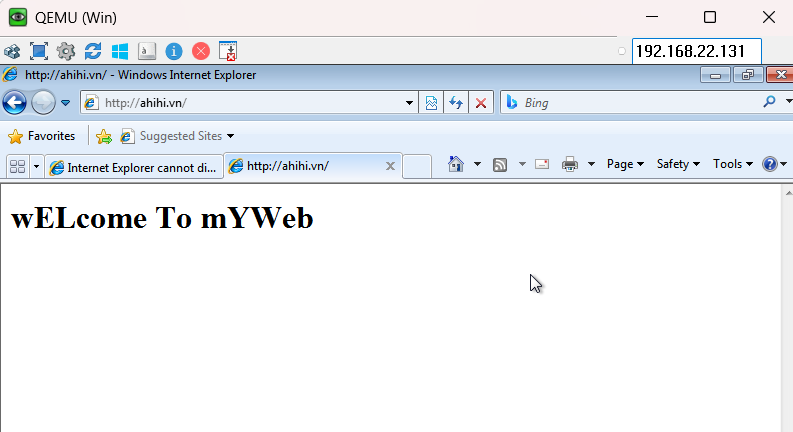 QEMU (Win)
192.168.22.131
http://ahihi.vn/ - Windows Internet Explorer
http://ahihi.vn/ Bing
Favorites Suggested Sites
Internet Explorer cannot di... http://ahihi.vn/ Page Safety Tools
wELcome To mYWeb